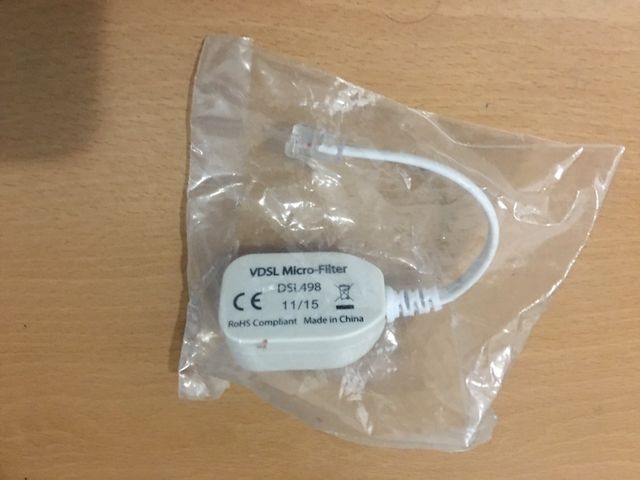 VDSL Micro-Filter
DSL498
CE 11/15
RoHS Compliant Made in China